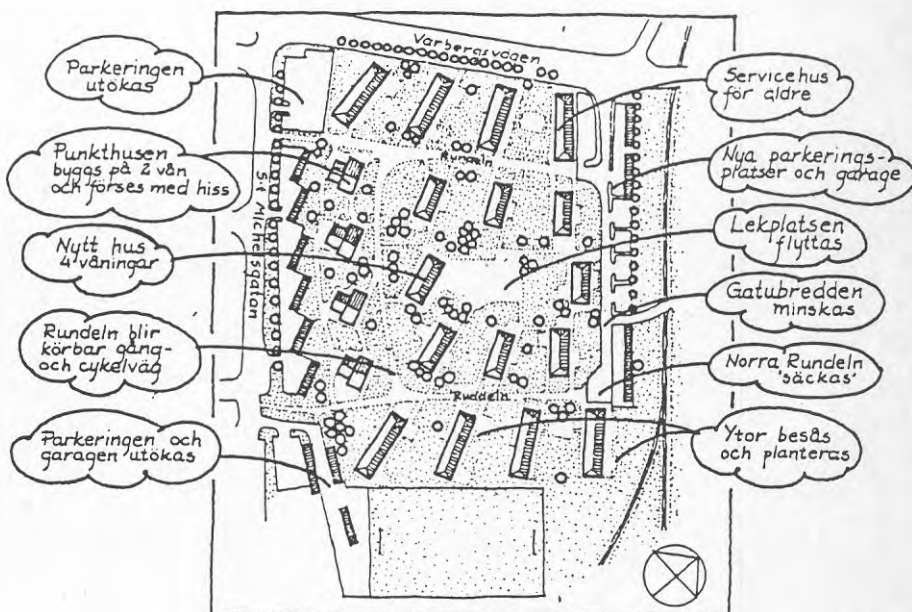 Varbergsvägen
Parkeringen
utökas
Punkthusen
byggs på 2 vån
och förses med hiss
Nytt hus
4 våningar
Rundeln blir
körbar gång-
och cykelväg
Parkeringen och
garagen utökas
S:t Michelsgatan
Rundeln
Rundeln
Servicehus
för äldre
Nya parkerings-
platser och garage
Lekplatsen
flyttas
Gatubredden
minskas
Norra Rundeln
"säckas"
Ytor besås
och planteras